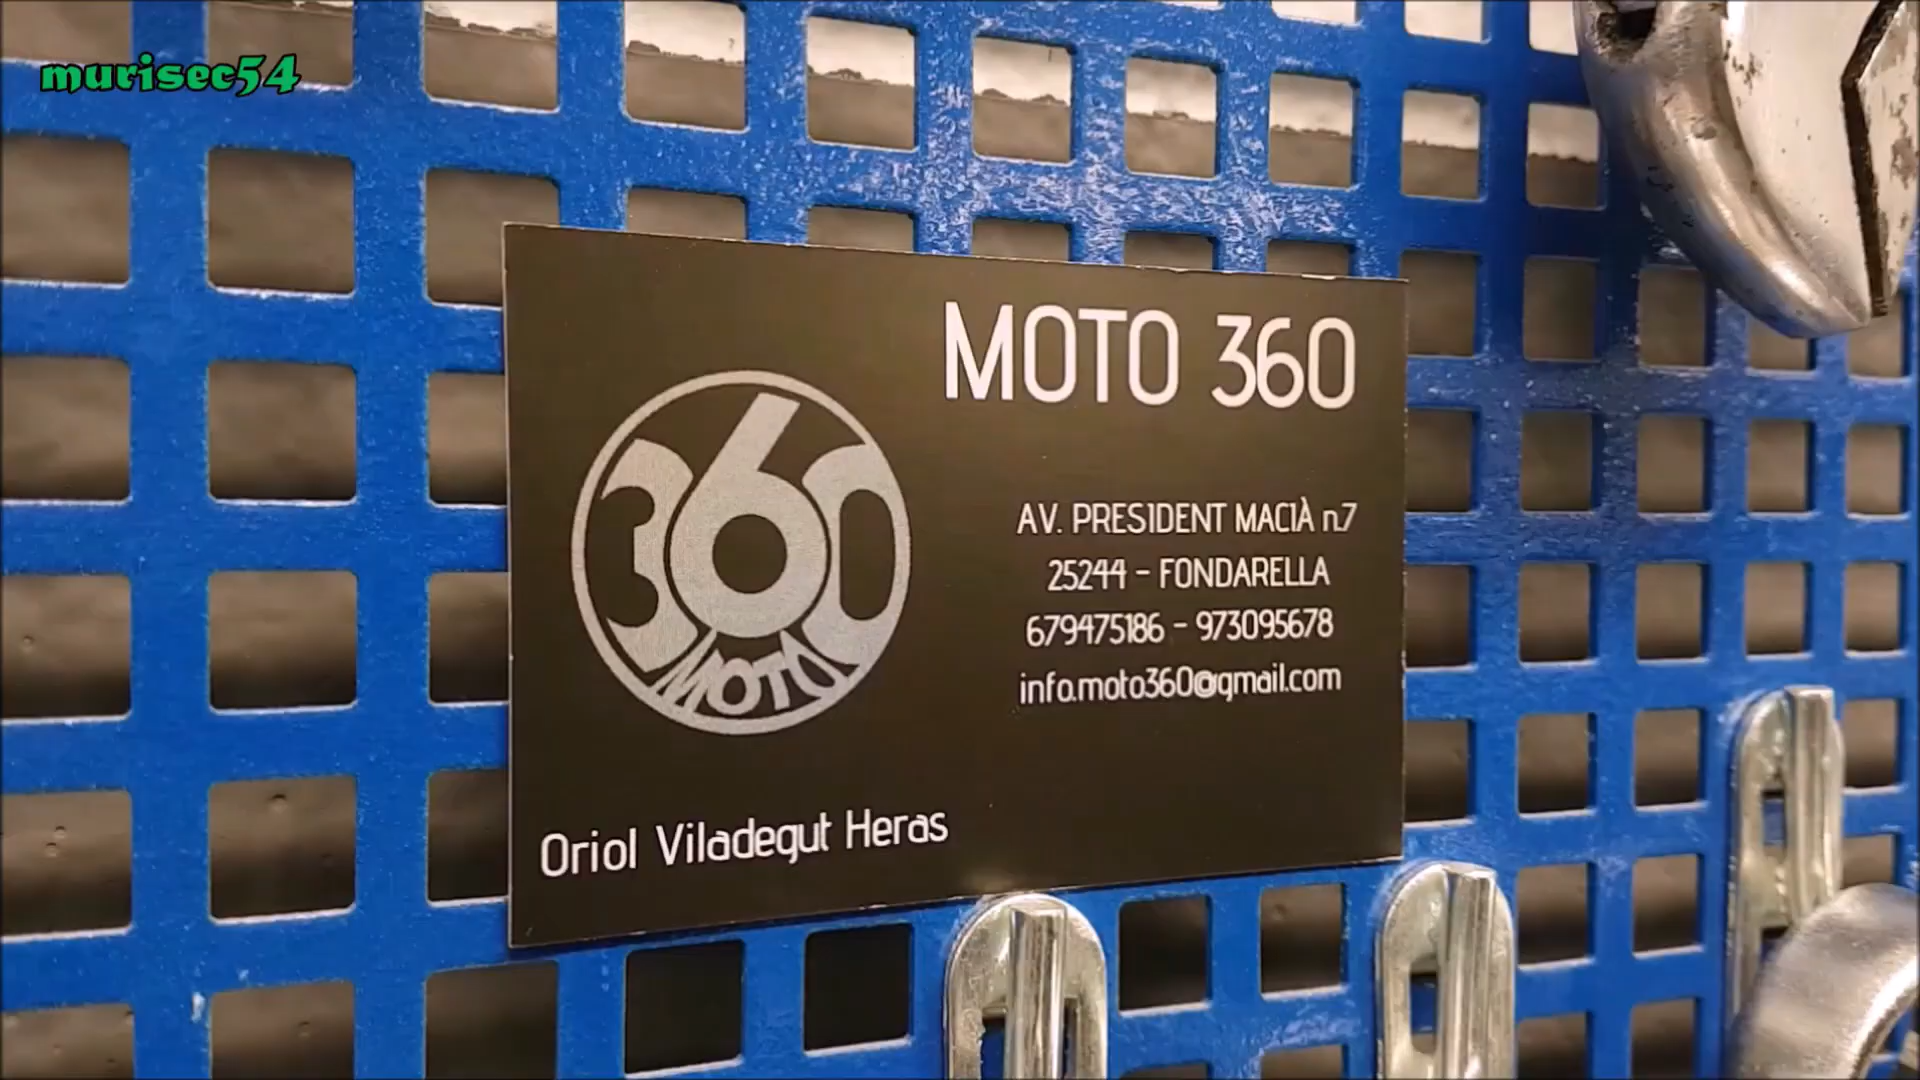 murisec54
MOTO 360
360
MOTO
AV. PRESIDENT MACIÀ n.7
25244 - FONDARELLA
679475186 - 973095678
info.moto360@gmail.com
Oriol Viladegut Heras